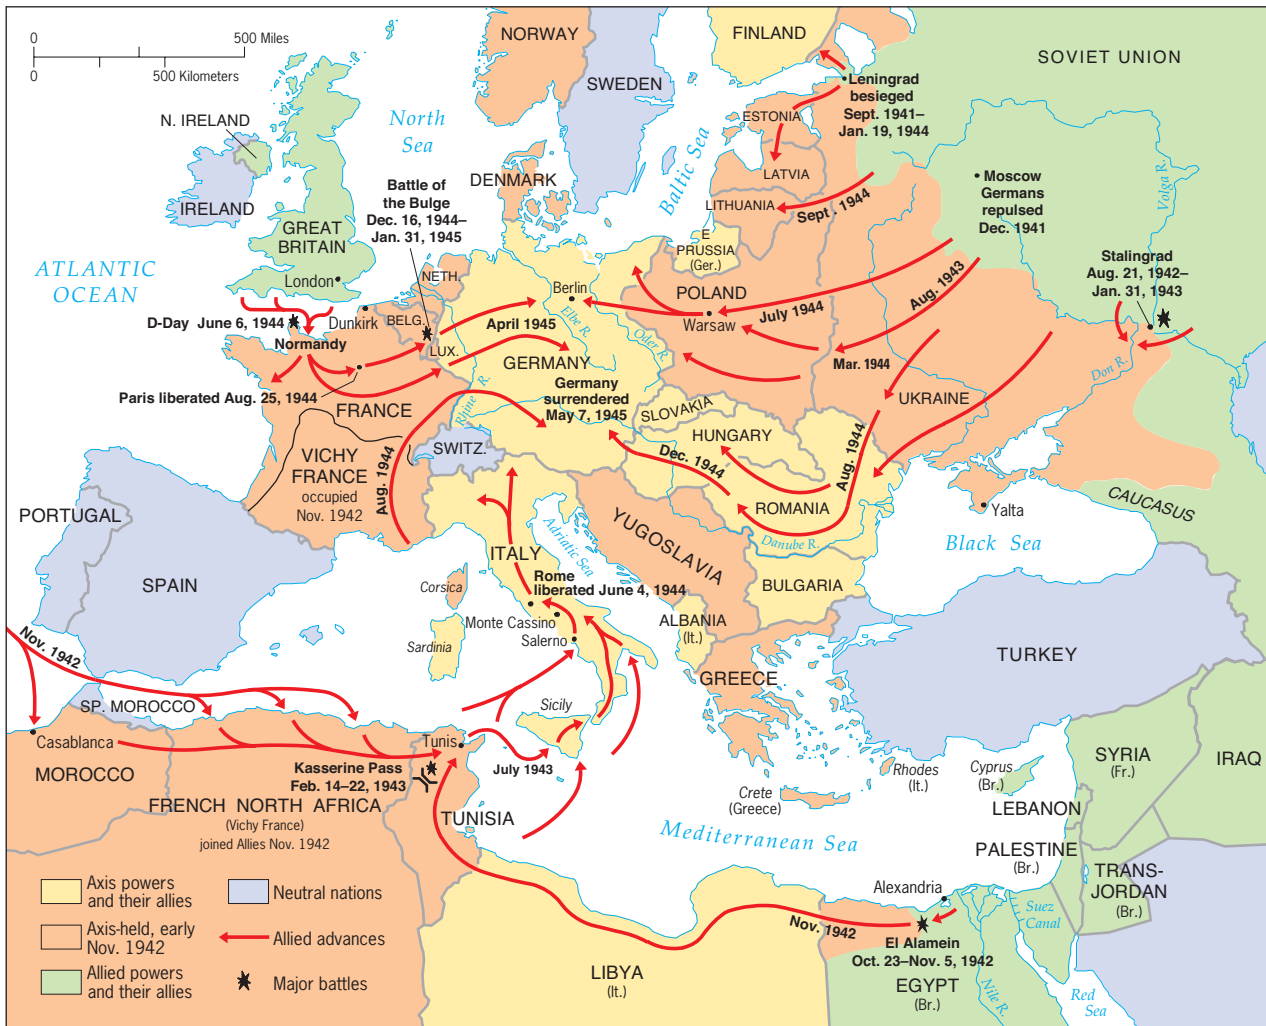 0 500 Miles
0 500 Kilometers
NORWAY
FINLAND
SOVIET UNION
SWEDEN
Leningrad
besieged
Sept. 1941–
Jan. 19, 1944
N. IRELAND
North
Sea
ESTONIA
Baltic Sea
Volga R.
LATVIA
Moscow
Germans
repulsed
Dec. 1941
DENMARK
Battle of
the Bulge
Dec. 16, 1944–
Jan. 31, 1945
LITHUANIA
Sept. 1944
IRELAND
GREAT
BRITAIN
E
PRUSSIA
(Ger.)
ATLANTIC
OCEAN
London
NETH.
Berlin
POLAND
Aug. 1943
Stalingrad
Aug. 21, 1942–
Jan. 31, 1943
D-Day June 6, 1944
Dunkirk
BELG.
April 1945
Elbe R.
Warsaw
July 1944
Normandy
LUX.
Oder R.
GERMANY
Mar. 1944
Don R.
Paris liberated Aug. 25, 1944
FRANCE
Rhine R.
Germany
surrendered
May 7, 1945
UKRAINE
SLOVAKIA
HUNGARY
SWITZ.
VICHY
FRANCE
occupied
Nov. 1942
Aug. 1944
Dec. 1944
Aug. 1944
CAUCASUS
PORTUGAL
ROMANIA
Yalta
YUGOSLAVIA
Danube R.
Black Sea
Adriatic Sea
ITALY
SPAIN
Corsica
Rome
liberated June 4, 1944
BULGARIA
Monte Cassino
ALBANIA
(It.)
Salerno
Sardinia
Nov. 1942
TURKEY
GREECE
SP. MOROCCO
Sicily
Casablanca
Tunis
MOROCCO
Kasserine Pass
Feb. 14–22, 1943
July 1943
SYRIA
(Fr.)
IRAQ
Rhodes
(It.)
Cyprus
(Br.)
Crete
(Greece)
FRENCH NORTH AFRICA
(Vichy France)
joined Allies Nov. 1942
TUNISIA
LEBANON
Mediterranean Sea
PALESTINE
(Br.)
TRANS-
JORDAN
(Br.)
Alexandria
Suez
Canal
Nov. 1942
El Alamein
Oct. 23–Nov. 5, 1942
LIBYA
(It.)
EGYPT
(Br.)
Nile R.
Red
Sea
Axis powers
and their allies
Neutral nations
Axis-held, early
Nov. 1942
Allied advances
Allied powers
and their allies
Major battles